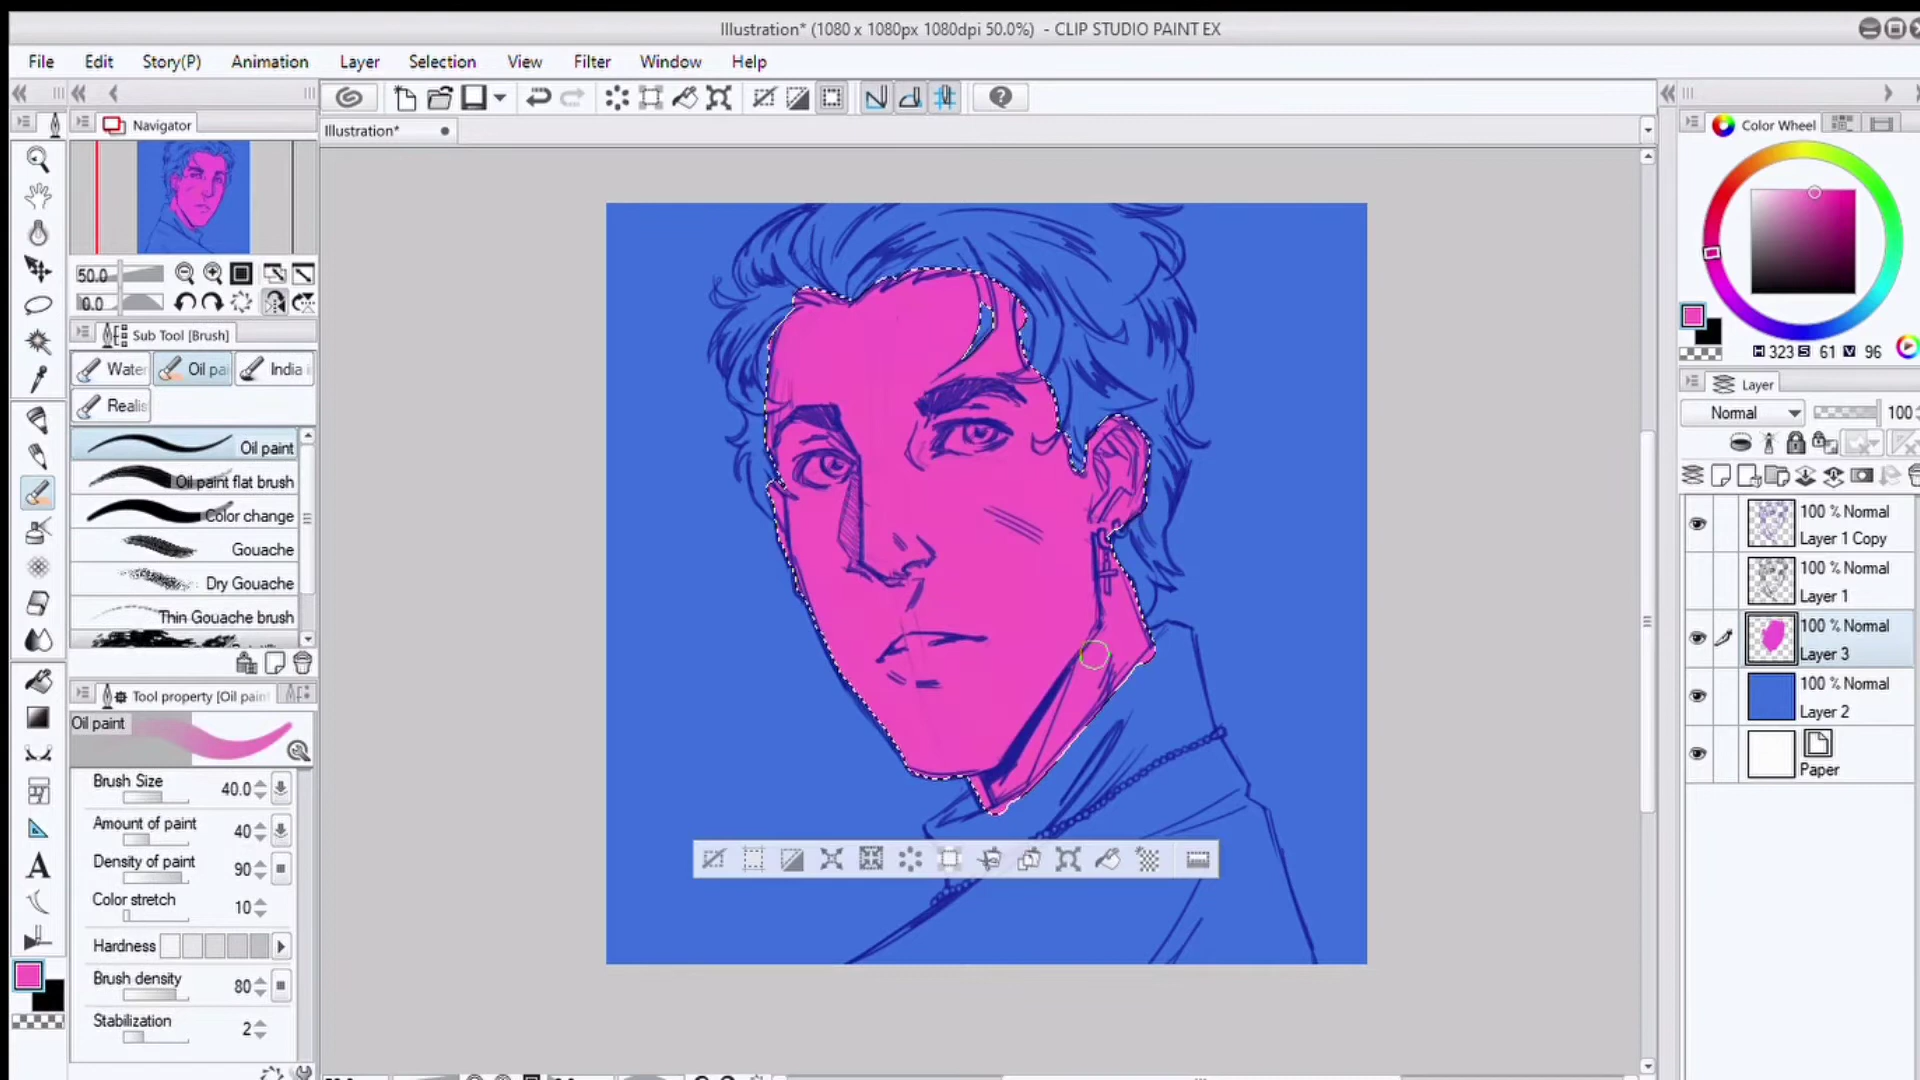 Illustration* (1080 x 1080px 1080dpi 50.0%) - CLIP STUDIO PAINT EX
File Edit Story(P) Animation Layer Selection View Filter Window Help
Navigator
Illustration*
Color Wheel
50.0
0.0
Sub Tool [Brush]
Water
Oil pai
India i
Realis
Oil paint
Oil paint flat brush
Color change
Gouache
Dry Gouache
Thin Gouache brush
Tool property [Oil paint
Oil paint
Brush Size 40.0
Amount of paint 40
Density of paint 90
Color stretch 10
Hardness
Brush density 80
Stabilization 2
H 323 S 61 V 96
Layer
Normal 100
100 % Normal
Layer 1 Copy
100 % Normal
Layer 1
100 % Normal
Layer 3
100 % Normal
Layer 2
Paper